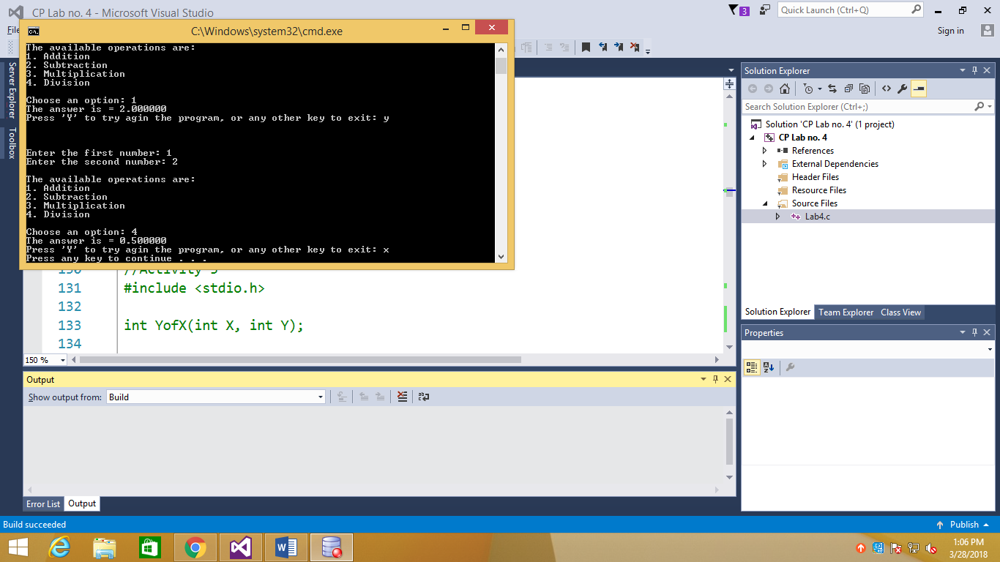 CP Lab no. 4 - Microsoft Visual Studio
3
Quick Launch (Ctrl+Q)
File
Sign in
C:\Windows\system32\cmd.exe
The available operations are:
1. Addition
2. Subtraction
3. Multiplication
4. Division
Choose an option: 1
The answer is = 2.000000
Press 'Y' to try agin the program, or any other key to exit: y
Enter the first number: 1
Enter the second number: 2
The available operations are:
1. Addition
2. Subtraction
3. Multiplication
4. Division
Choose an option: 4
The answer is = 0.500000
Press 'Y' to try agin the program, or any other key to exit: x
Press any key to continue . . .
Server Explorer
Toolbox
130 //Activity 5
131 #include <stdio.h>
132
133 int YofX(int X, int Y);
134
150 %
Solution Explorer
Search Solution Explorer (Ctrl+;)
Solution 'CP Lab no. 4' (1 project)
CP Lab no. 4
References
External Dependencies
Header Files
Resource Files
Source Files
Lab4.c
Solution Explorer Team Explorer Class View
Properties
Output
Show output from: Build
Error List Output
Build succeeded
Publish
1:06 PM
3/28/2018